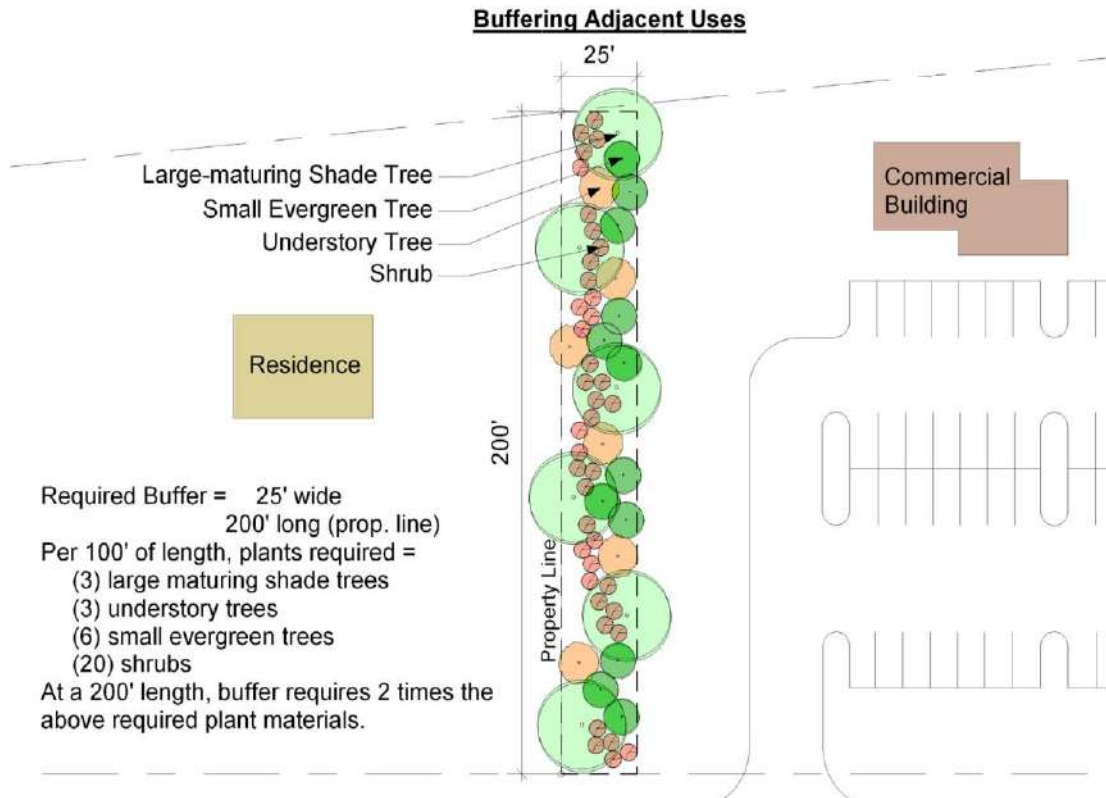 Buffering Adjacent Uses
25'
Large-maturing Shade Tree
Small Evergreen Tree
Understory Tree
Shrub
Commercial
Building
Residence
200'
Property Line
Required Buffer = 25' wide
200' long (prop. line)
Per 100' of length, plants required =
(3) large maturing shade trees
(3) understory trees
(6) small evergreen trees
(20) shrubs
At a 200' length, buffer requires 2 times the
above required plant materials.